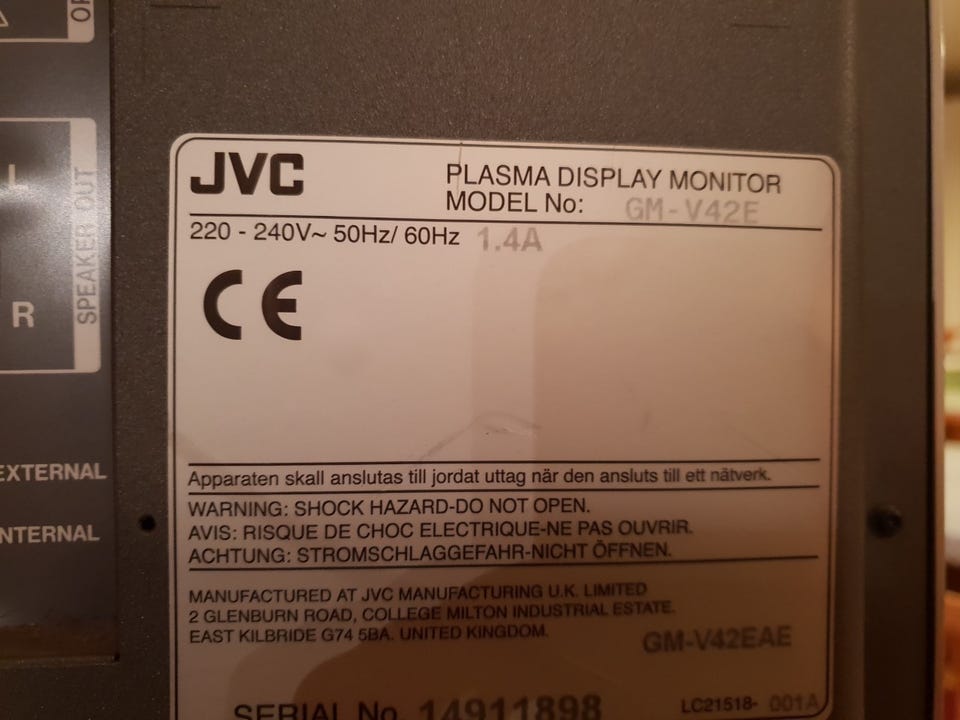 OP
L
SPEAKER OUT
R
EXTERNAL
INTERNAL
JVC
PLASMA DISPLAY MONITOR
MODEL No: GM-V42E
220 - 240V~ 50Hz/ 60Hz 1.4A
CE
Apparaten skall anslutas till jordat uttag när den ansluts till ett nätverk.
WARNING: SHOCK HAZARD-DO NOT OPEN.
AVIS: RISQUE DE CHOC ELECTRIQUE-NE PAS OUVRIR.
ACHTUNG: STROMSCHLAGGEFAHR-NICHT ÖFFNEN.
MANUFACTURED AT JVC MANUFACTURING U.K. LIMITED
2 GLENBURN ROAD, COLLEGE MILTON INDUSTRIAL ESTATE.
EAST KILBRIDE G74 5BA. UNITED KINGDOM.
GM-V42EAE
SERIAL No 14911898
LC21518- 001A